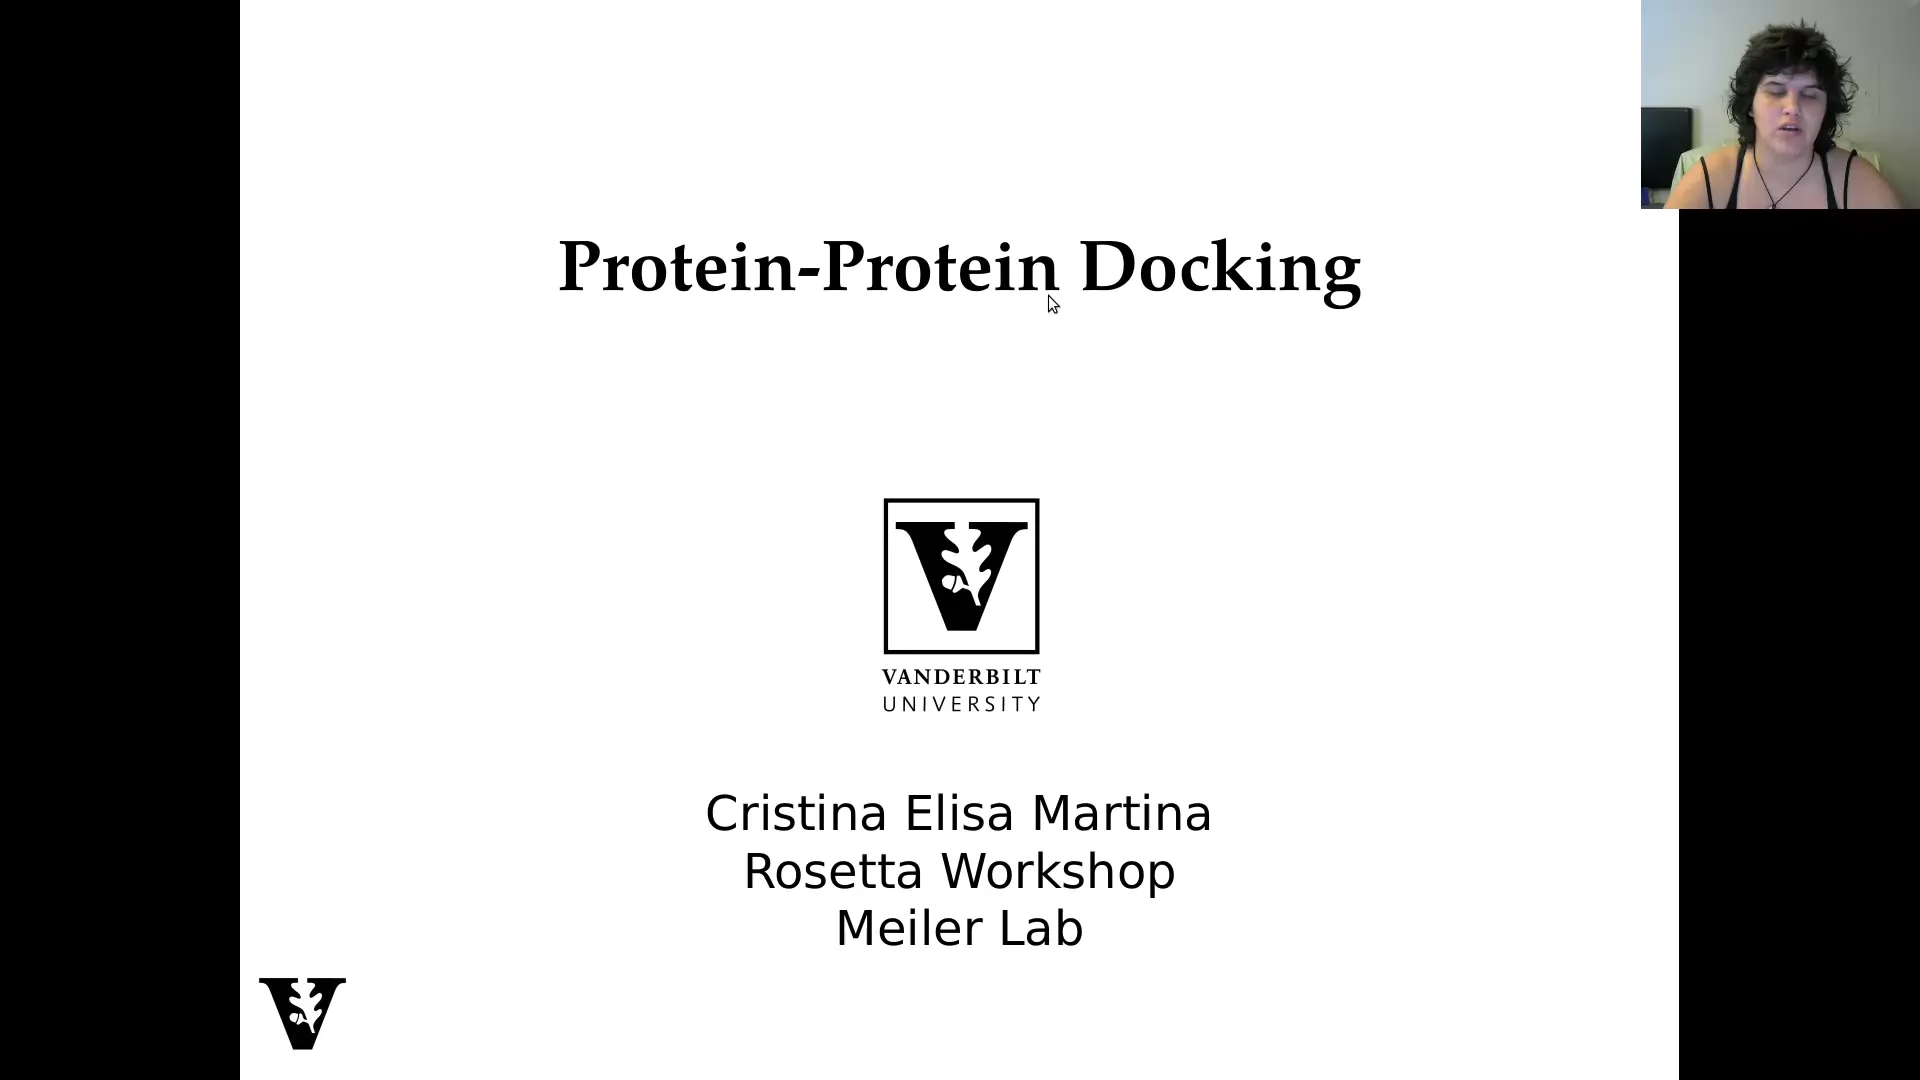 Protein-Protein Docking
VANDERBILT
UNIVERSITY
Cristina Elisa Martina
Rosetta Workshop
Meiler Lab